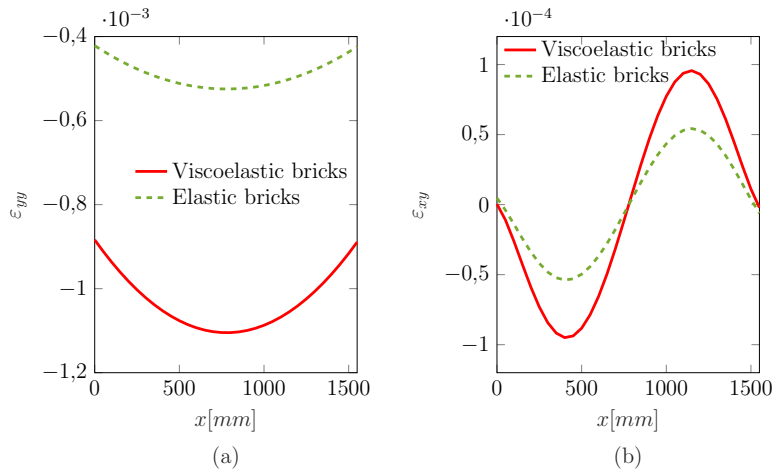 ·10⁻³
−0,4
−0,6
−0,8
−1
−1,2
ε_yy
Viscoelastic bricks
Elastic bricks
0
500
1000
1500
x[mm]
(a)
·10⁻⁴
1
0,5
0
−0,5
−1
ε_xy
Viscoelastic bricks
Elastic bricks
0
500
1000
1500
x[mm]
(b)